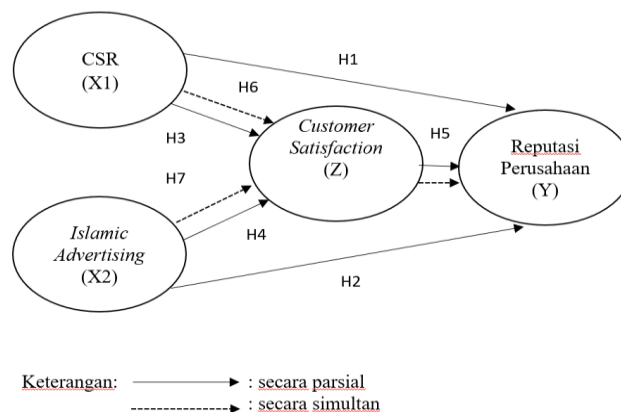 CSR
(X1)
H1
H6
H3
Customer
Satisfaction
(Z)
H5
Reputasi
Perusahaan
(Y)
H7
Islamic
Advertising
(X2)
H4
H2
Keterangan: : secara parsial
: secara simultan